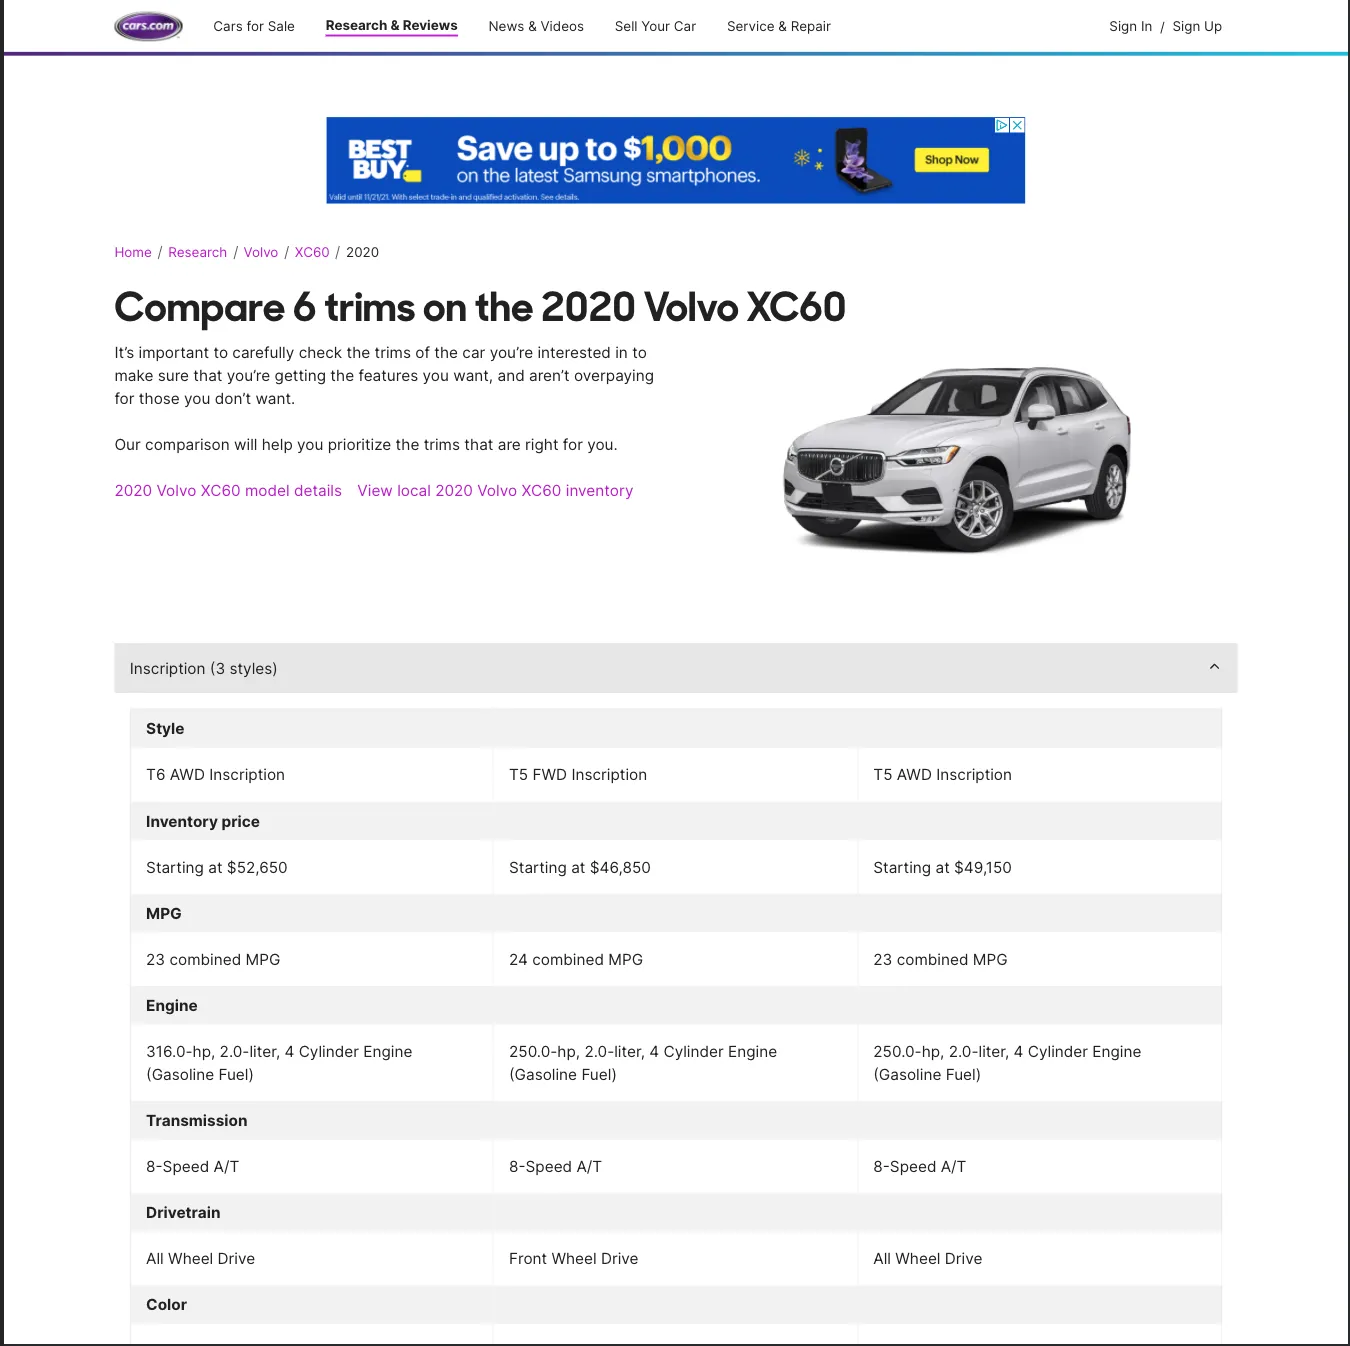 cars.com
Cars for Sale
Research & Reviews
News & Videos
Sell Your Car
Service & Repair
Sign In / Sign Up
BEST
BUY
Save up to $1,000
on the latest Samsung smartphones.
Shop Now
Valid until 11/21/21. With select trade-in and qualified activation. See details.
Home / Research / Volvo / XC60 / 2020
Compare 6 trims on the 2020 Volvo XC60
It’s important to carefully check the trims of the car you’re interested in to
make sure that you’re getting the features you want, and aren’t overpaying
for those you don’t want.
Our comparison will help you prioritize the trims that are right for you.
2020 Volvo XC60 model details View local 2020 Volvo XC60 inventory
Inscription (3 styles)
Style
T6 AWD Inscription
T5 FWD Inscription
T5 AWD Inscription
Inventory price
Starting at $52,650
Starting at $46,850
Starting at $49,150
MPG
23 combined MPG
24 combined MPG
23 combined MPG
Engine
316.0-hp, 2.0-liter, 4 Cylinder Engine
(Gasoline Fuel)
250.0-hp, 2.0-liter, 4 Cylinder Engine
(Gasoline Fuel)
250.0-hp, 2.0-liter, 4 Cylinder Engine
(Gasoline Fuel)
Transmission
8-Speed A/T
8-Speed A/T
8-Speed A/T
Drivetrain
All Wheel Drive
Front Wheel Drive
All Wheel Drive
Color